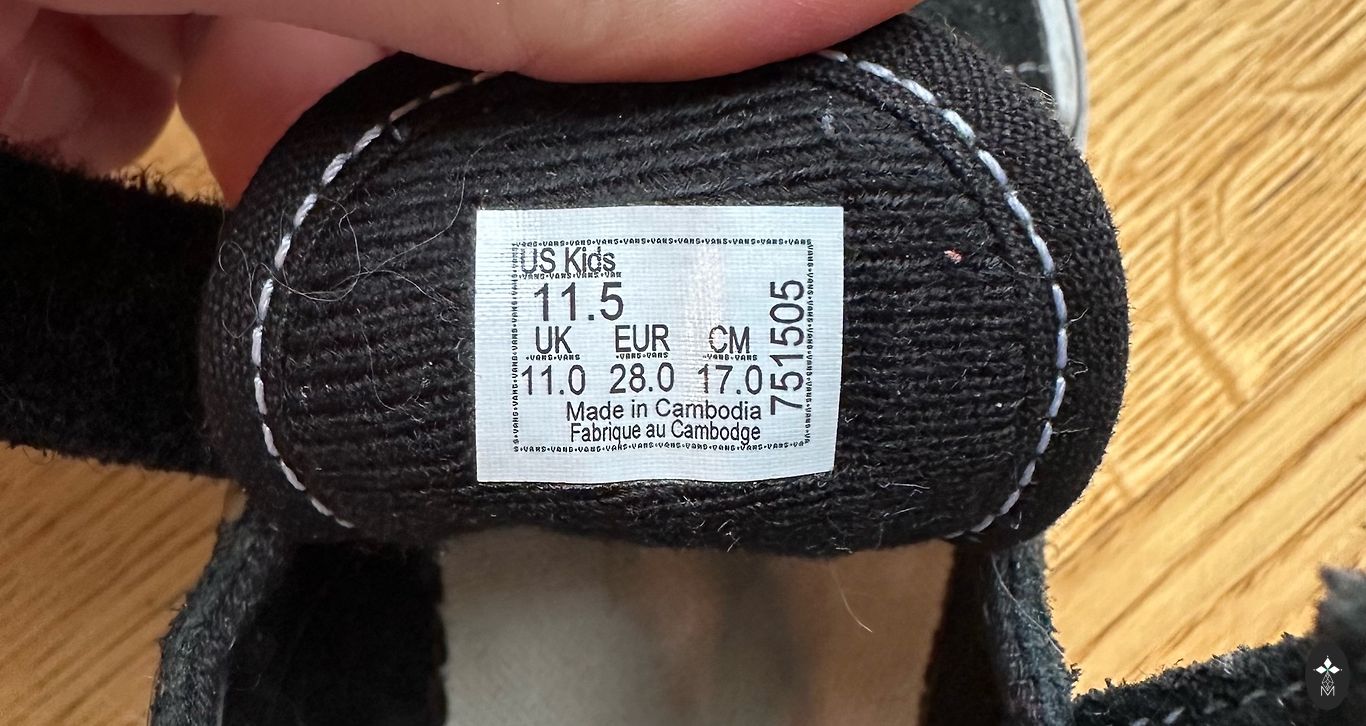 US Kids
11.5
UK EUR CM
11.0 28.0 17.0
Made in Cambodia
Fabrique au Cambodge
751505
M